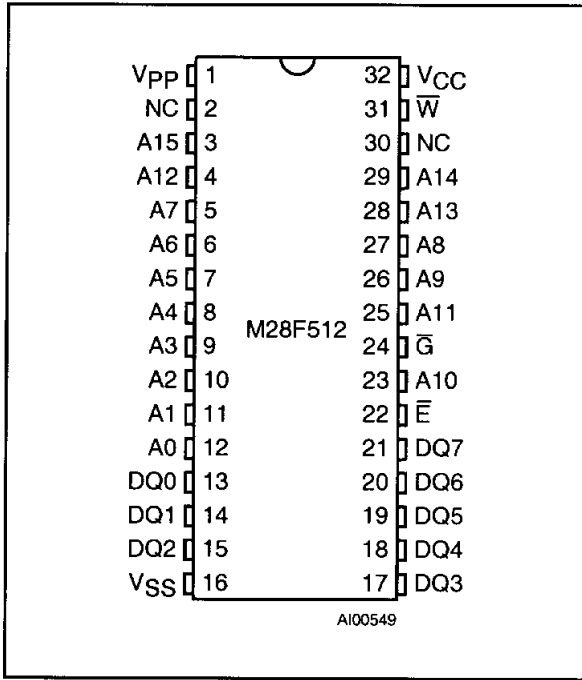 VPP 1 32 VCC
NC 2 31 W̅
A15 3 30 NC
A12 4 29 A14
A7 5 28 A13
A6 6 27 A8
A5 7 26 A9
A4 8 25 A11
M28F512
A3 9 24 G̅
A2 10 23 A10
A1 11 22 E̅
A0 12 21 DQ7
DQ0 13 20 DQ6
DQ1 14 19 DQ5
DQ2 15 18 DQ4
VSS 16 17 DQ3
AI00549